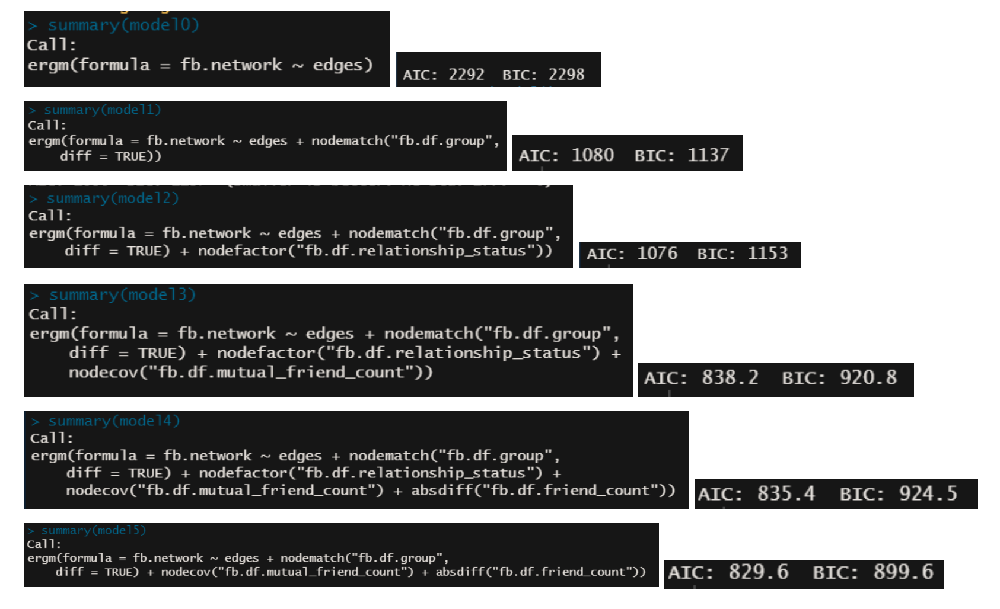 > summary(model0)
Call:
ergm(formula = fb.network ~ edges)
AIC: 2292 BIC: 2298
> summary(model1)
Call:
ergm(formula = fb.network ~ edges + nodematch("fb.df.group",
diff = TRUE))
AIC: 1080 BIC: 1137
> summary(model2)
Call:
ergm(formula = fb.network ~ edges + nodematch("fb.df.group",
diff = TRUE) + nodefactor("fb.df.relationship_status"))
AIC: 1076 BIC: 1153
> summary(model3)
Call:
ergm(formula = fb.network ~ edges + nodematch("fb.df.group",
diff = TRUE) + nodefactor("fb.df.relationship_status") +
nodecov("fb.df.mutual_friend_count"))
AIC: 838.2 BIC: 920.8
> summary(model4)
Call:
ergm(formula = fb.network ~ edges + nodematch("fb.df.group",
diff = TRUE) + nodefactor("fb.df.relationship_status") +
nodecov("fb.df.mutual_friend_count") + absdiff("fb.df.friend_count"))
AIC: 835.4 BIC: 924.5
> summary(model5)
Call:
ergm(formula = fb.network ~ edges + nodematch("fb.df.group",
diff = TRUE) + nodecov("fb.df.mutual_friend_count") + absdiff("fb.df.friend_count"))
AIC: 829.6 BIC: 899.6